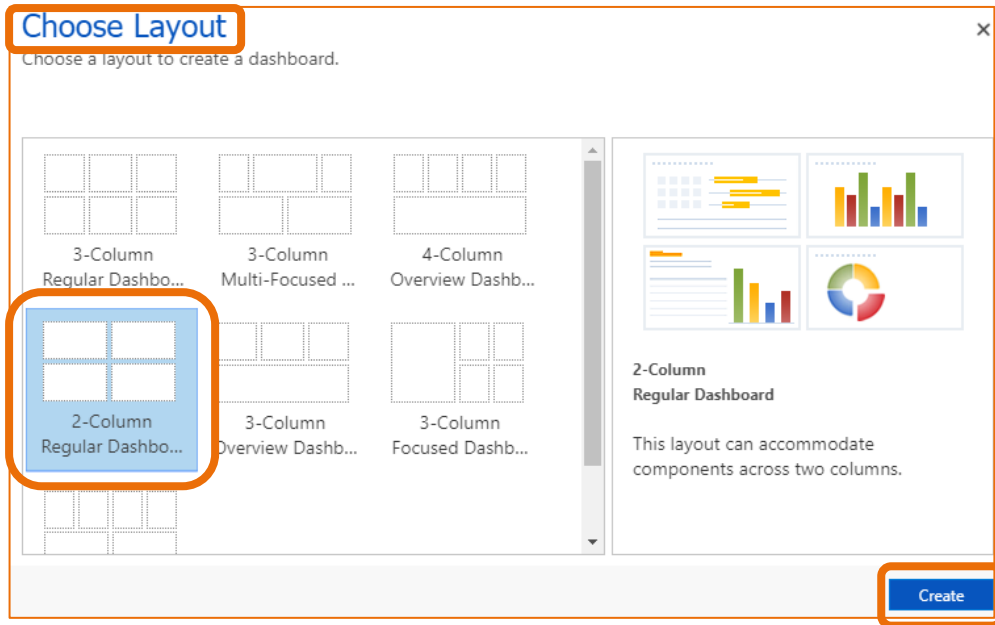 Choose Layout
Choose a layout to create a dashboard.
3-Column
Regular Dashbo...
3-Column
Multi-Focused ...
4-Column
Overview Dashb...
2-Column
Regular Dashbo...
3-Column
Overview Dashb...
3-Column
Focused Dashb...
2-Column
Regular Dashboard
This layout can accommodate
components across two columns.
Create